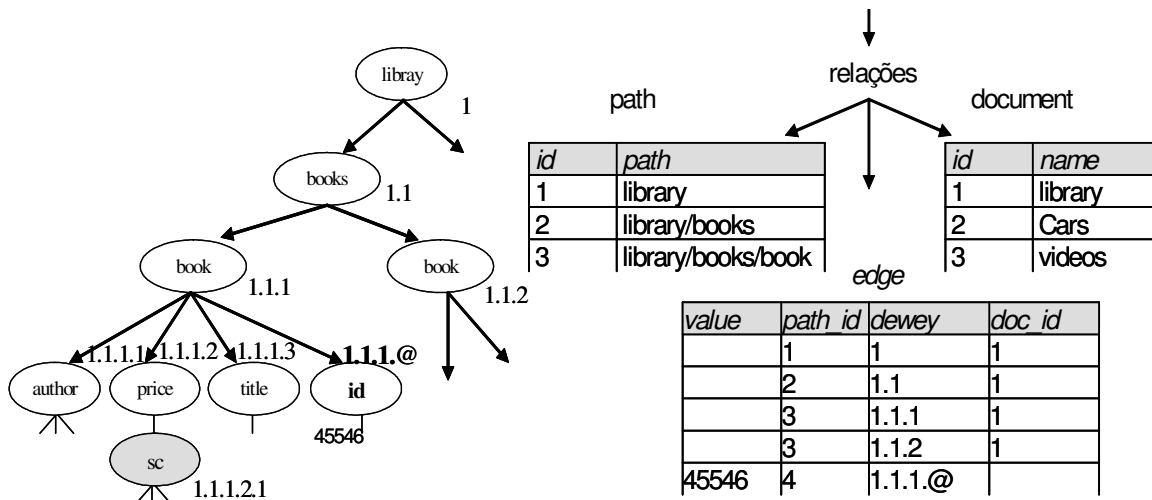 libray
1
books
1.1
book
1.1.1
book
1.1.2
1.1.1.1
1.1.1.2
1.1.1.3
1.1.1.@
author
price
title
id
45546
sc
1.1.1.2.1
relações
path
document
id path
1 library
2 library/books
3 library/books/book
id name
1 library
2 Cars
3 videos
edge
value path_id dewey doc_id
1 1 1
2 1.1 1
3 1.1.1 1
3 1.1.2 1
45546 4 1.1.1.@